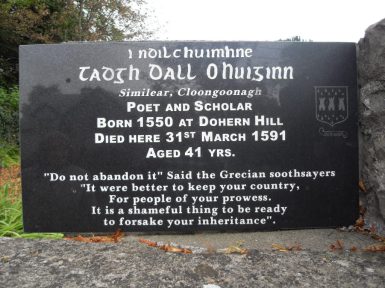 i ndilchuimhne
Tadgh Dall O'huiginn
Similear, Cloongoonagh
Poet and Scholar
Born 1550 at Dohern Hill
Died here 31st March 1591
Aged 41 yrs.
"Do not abandon it" Said the Grecian soothsayers
"It were better to keep your country,
For people of your prowess.
It is a shameful thing to be ready
to forsake your inheritance".